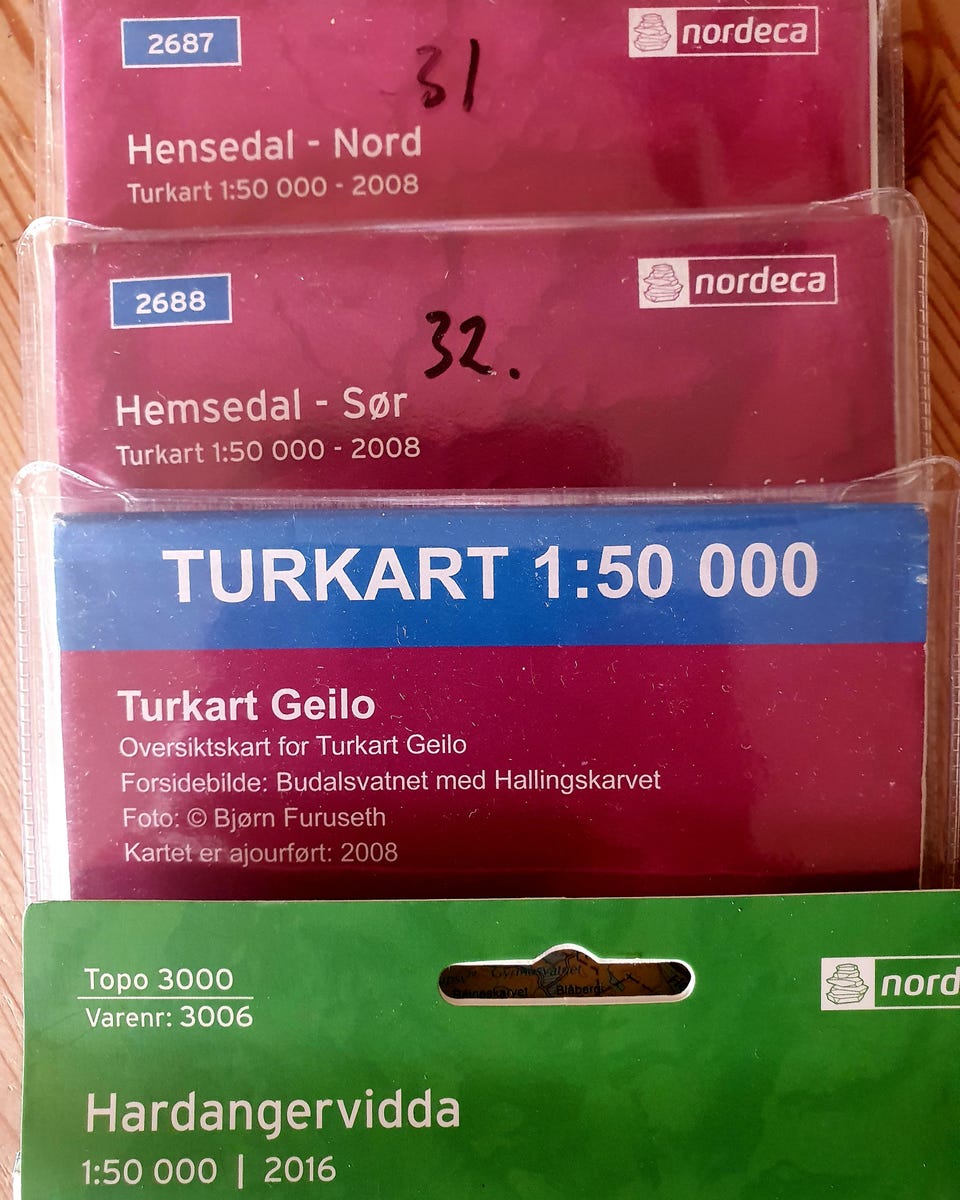 2687
nordeca
31
Hensedal - Nord
Turkart 1:50 000 - 2008
2688
nordeca
32.
Hemsedal - Sør
Turkart 1:50 000 - 2008
TURKART 1:50 000
Turkart Geilo
Oversiktskart for Turkart Geilo
Forsidebilde: Budalsvatnet med Hallingskarvet
Foto: © Bjørn Furuseth
Kartet er ajourført: 2008
Topo 3000
Varenr: 3006
nord
Blåberg
Hardangervidda
1:50 000 | 2016